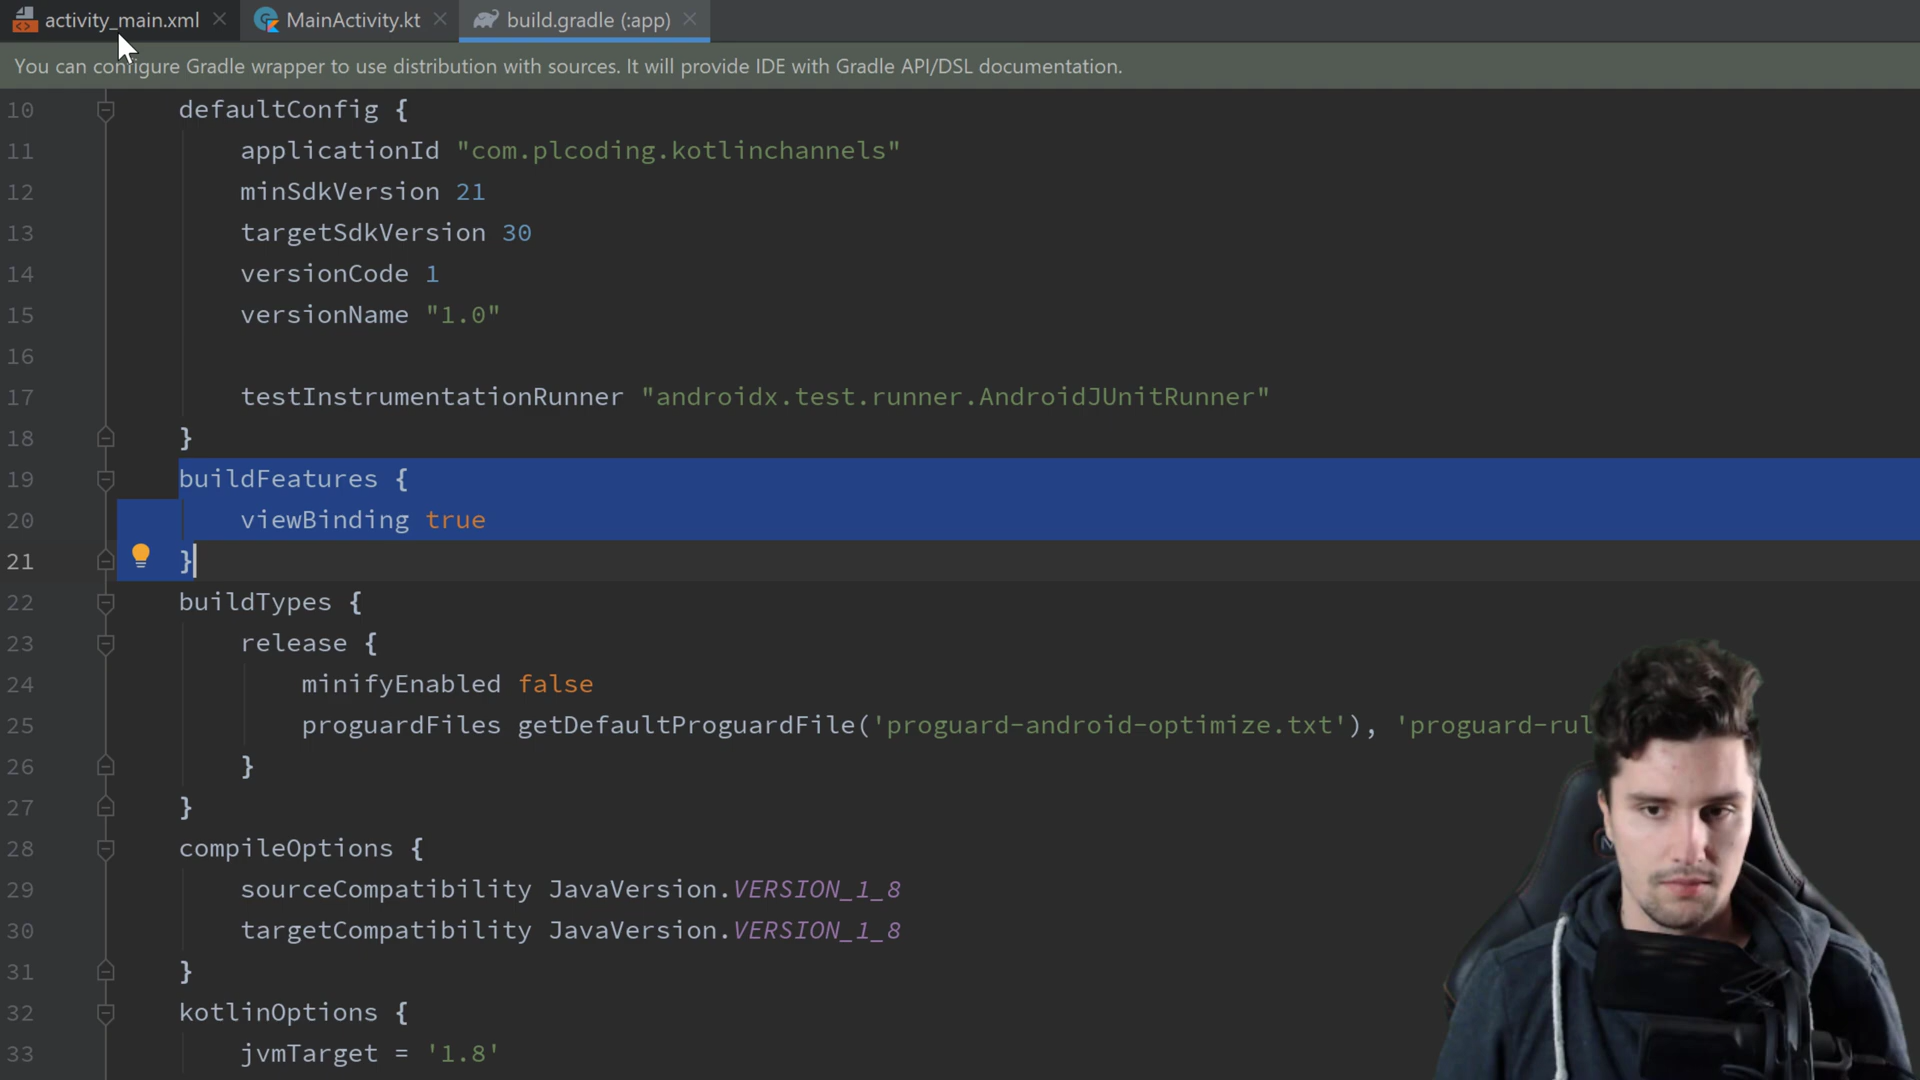 activity_main.xml
MainActivity.kt
build.gradle (:app)
You can configure Gradle wrapper to use distribution with sources. It will provide IDE with Gradle API/DSL documentation.
10 defaultConfig {
11 applicationId "com.plcoding.kotlinchannels"
12 minSdkVersion 21
13 targetSdkVersion 30
14 versionCode 1
15 versionName "1.0"
16
17 testInstrumentationRunner "androidx.test.runner.AndroidJUnitRunner"
18 }
19 buildFeatures {
20 viewBinding true
21 }
22 buildTypes {
23 release {
24 minifyEnabled false
25 proguardFiles getDefaultProguardFile('proguard-android-optimize.txt'), 'proguard-rul
26 }
27 }
28 compileOptions {
29 sourceCompatibility JavaVersion.VERSION_1_8
30 targetCompatibility JavaVersion.VERSION_1_8
31 }
32 kotlinOptions {
33 jvmTarget = '1.8'